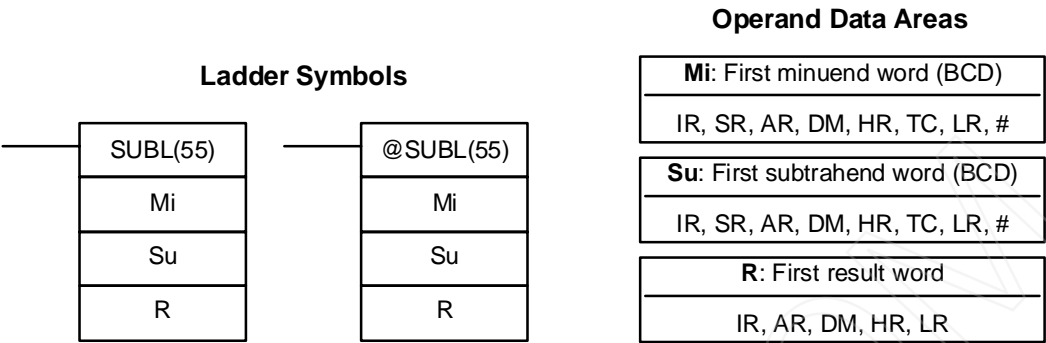 Operand Data Areas
Ladder Symbols
SUBL(55)
Mi
Su
R
@SUBL(55)
Mi
Su
R
Mi: First minuend word (BCD)
IR, SR, AR, DM, HR, TC, LR, #
Su: First subtrahend word (BCD)
IR, SR, AR, DM, HR, TC, LR, #
R: First result word
IR, AR, DM, HR, LR